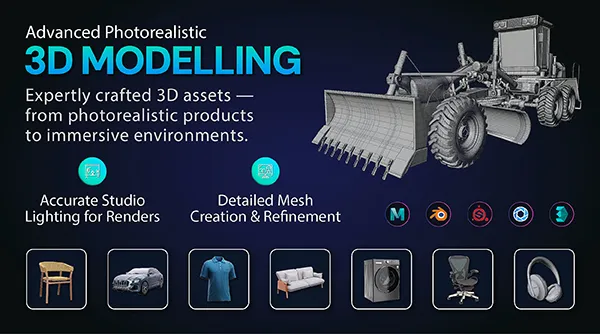 Advanced Photorealistic
3D MODELLING
Expertly crafted 3D assets —
from photorealistic products
to immersive environments.
Accurate Studio
Lighting for Renders
Detailed Mesh
Creation & Refinement